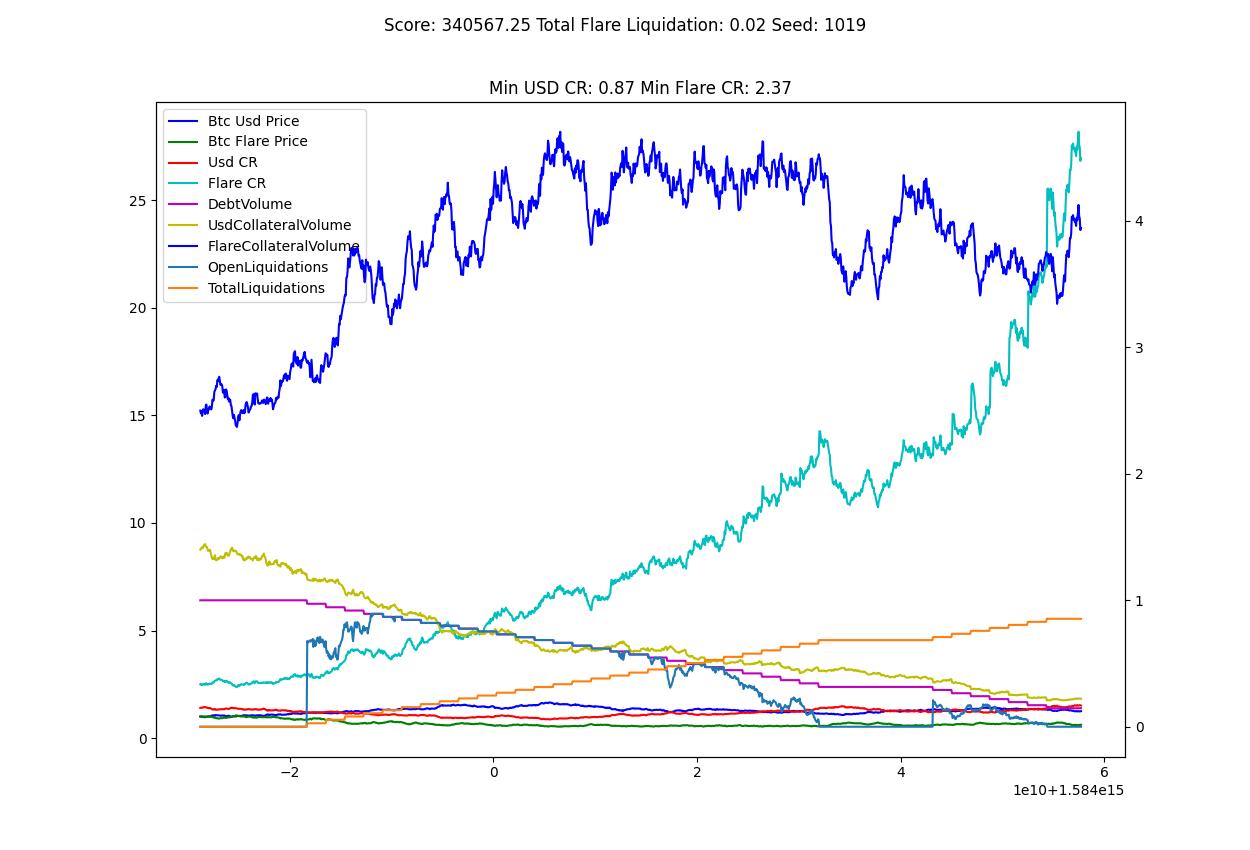 Score: 340567.25 Total Flare Liquidation: 0.02 Seed: 1019
Min USD CR: 0.87 Min Flare CR: 2.37
Btc Usd Price
Btc Flare Price
Usd CR
Flare CR
DebtVolume
UsdCollateralVolume
FlareCollateralVolume
OpenLiquidations
TotalLiquidations
25
20
15
10
5
0
4
3
2
1
0
−2
0
2
4
6
1e10+1.584e15